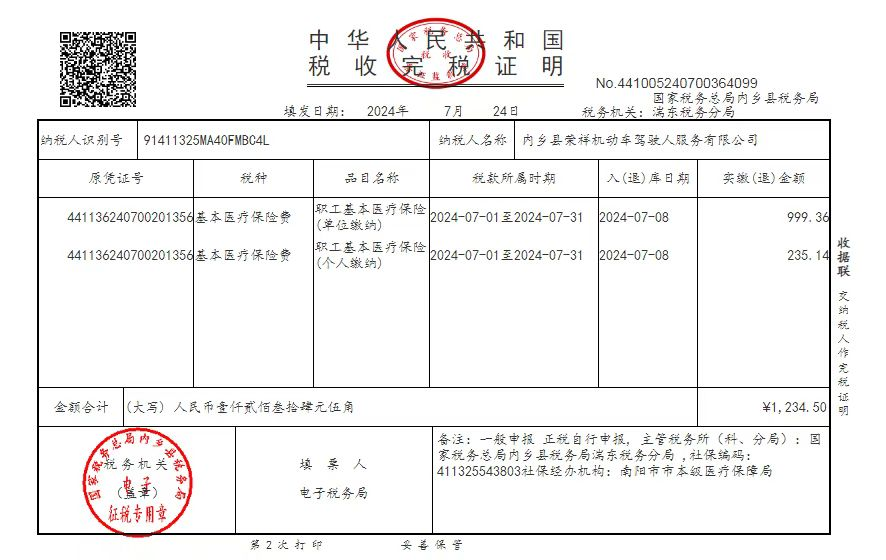 中华人民共和国
税收完税证明
No.441005240700364099
国家税务总局内乡县税务局
填发日期： 2024年 7月 24日 税务机关：湍东税务分局
纳税人识别号 91411325MA40FMBC4L 纳税人名称 内乡县荣祥机动车驾驶人服务有限公司
原凭证号 税种 品目名称 税款所属时期 入(退)库日期 实缴(退)金额
441136240700201356 基本医疗保险费 职工基本医疗保险(单位缴纳) 2024-07-01至2024-07-31 2024-07-08 999.36
441136240700201356 基本医疗保险费 职工基本医疗保险(个人缴纳) 2024-07-01至2024-07-31 2024-07-08 235.14
金额合计 (大写) 人民币壹仟贰佰叁拾肆元伍角 ¥1,234.50
税务机关
(盖章)
国家税务总局内乡县税务局
电子
征税专用章
填票人
电子税务局
备注：一般申报 正税自行申报, 主管税务所（科、分局）：国
家税务总局内乡县税务局湍东税务分局 ,社保编码：
411325543803社保经办机构：南阳市市本级医疗保障局
收据联 交纳税人作完税证明
第2次打印 妥善保管